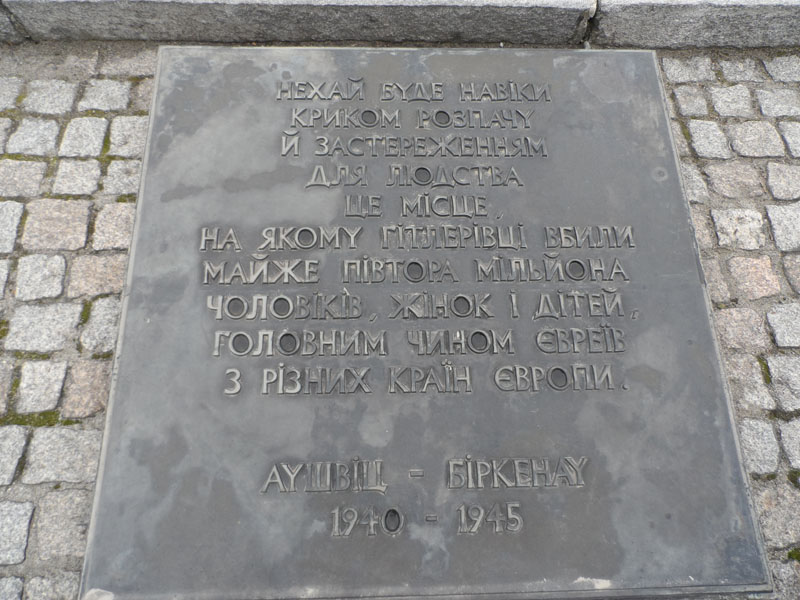 НЕХАЙ БУДЕ НАВІКИ
КРИКОМ РОЗПАЧУ
Й ЗАСТЕРЕЖЕННЯМ
ДЛЯ ЛЮДСТВА
ЦЕ МІСЦЕ,
НА ЯКОМУ ГІТЛЕРІВЦІ ВБИЛИ
МАЙЖЕ ПІВТОРА МІЛЬЙОНА
ЧОЛОВІКІВ, ЖІНОК І ДІТЕЙ,
ГОЛОВНИМ ЧИНОМ ЄВРЕЇВ
З РІЗНИХ КРАЇН ЄВРОПИ.
АУШВІЦ - БІРКЕНАУ
1940 - 1945